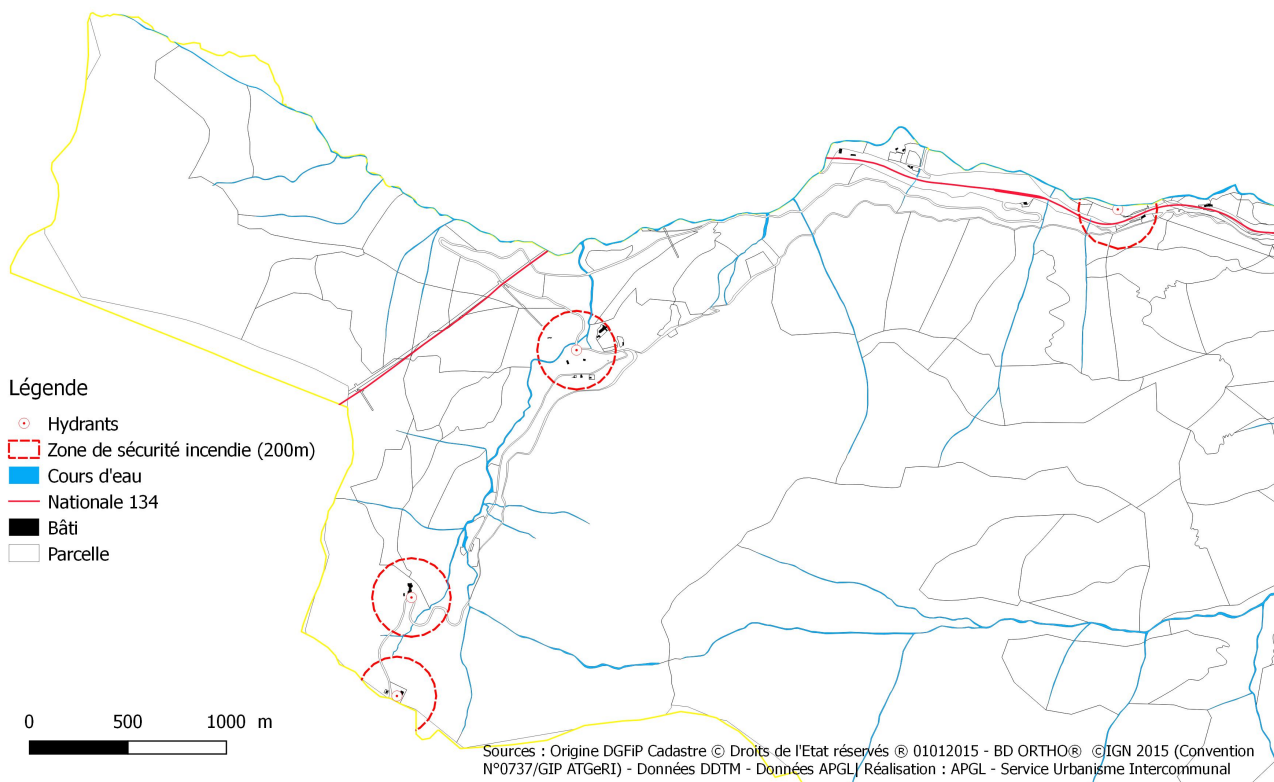 Légende
Hydrants
Zone de sécurité incendie (200m)
Cours d'eau
Nationale 134
Bâti
Parcelle
0 500 1000 m
Sources : Origine DGFiP Cadastre © Droits de l'Etat réservés ® 01012015 - BD ORTHO® ©IGN 2015 (Convention
N°0737/GIP ATGeRI) - Données DDTM - Données APGL| Réalisation : APGL - Service Urbanisme Intercommunal